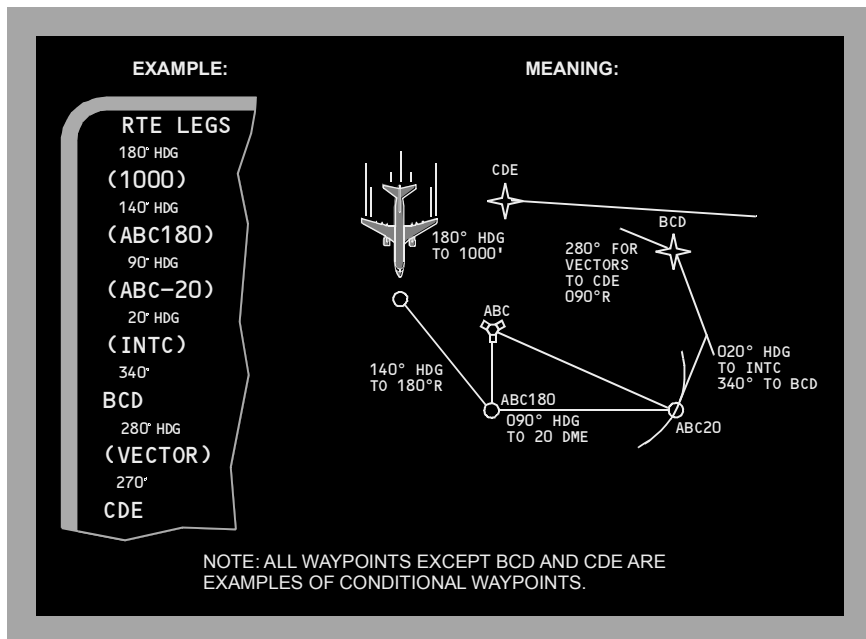 EXAMPLE:
MEANING:
RTE LEGS
180° HDG
(1000)
140° HDG
(ABC180)
90° HDG
(ABC-20)
20° HDG
(INTC)
340°
BCD
280° HDG
(VECTOR)
270°
CDE
CDE
180° HDG
TO 1000'
BCD
280° FOR
VECTORS
TO CDE
090°R
ABC
140° HDG
TO 180°R
020° HDG
TO INTC
340° TO BCD
ABC180
090° HDG
TO 20 DME
ABC20
NOTE: ALL WAYPOINTS EXCEPT BCD AND CDE ARE
EXAMPLES OF CONDITIONAL WAYPOINTS.